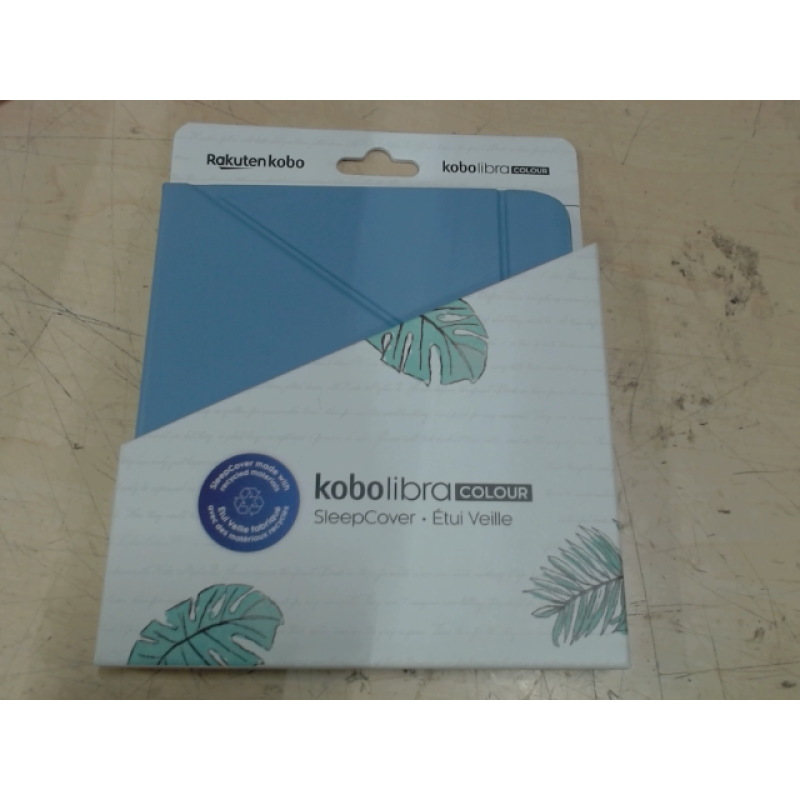 Rakuten kobo
kobo libra COLOUR
SleepCover made with
recycled materials
Étui Veille fabriqué
avec des matériaux recyclés
kobo libra COLOUR
SleepCover • Étui Veille